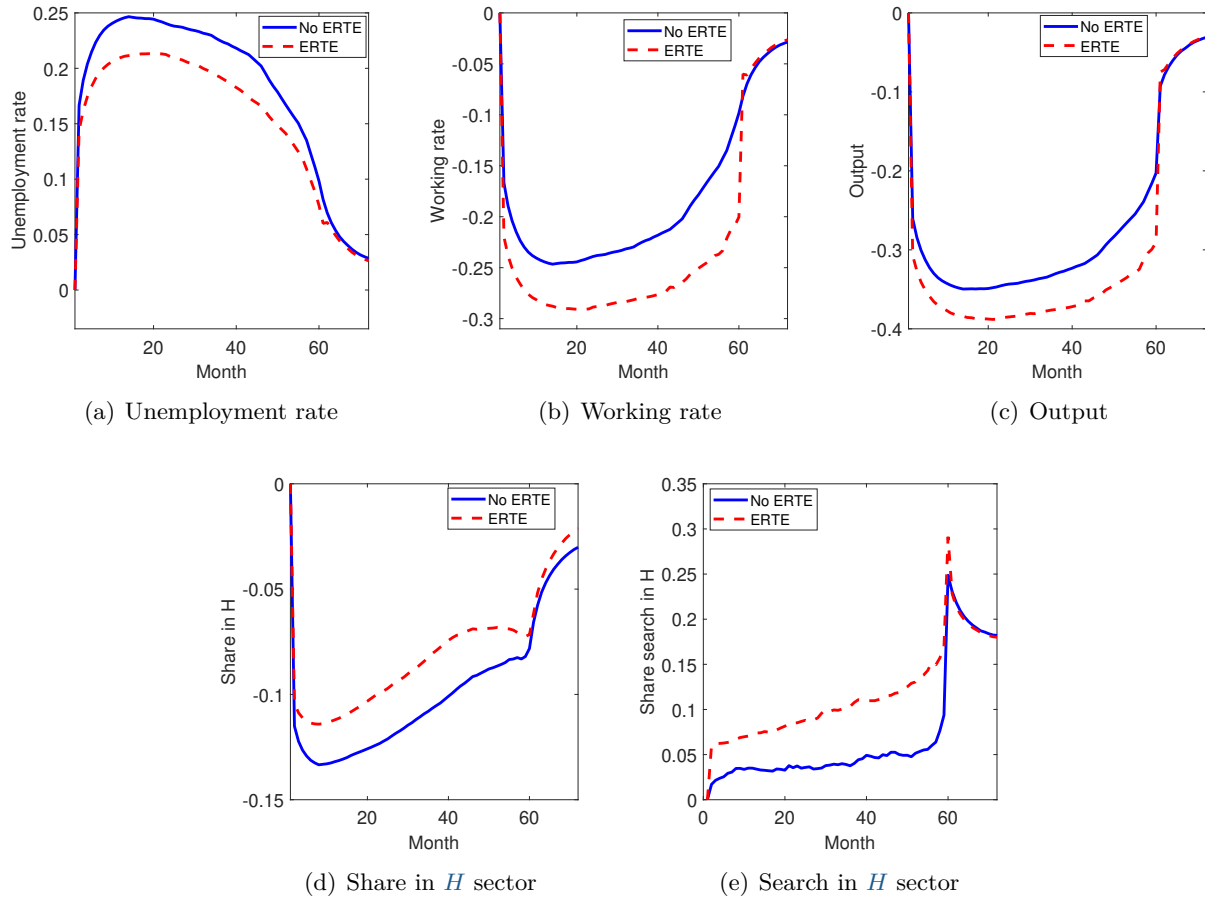 0.25
0.2
0.15
0.1
0.05
0
No ERTE
ERTE
Unemployment rate
20
40
60
Month
(a) Unemployment rate
0
-0.05
-0.1
-0.15
-0.2
-0.25
-0.3
No ERTE
ERTE
Working rate
20
40
60
Month
(b) Working rate
0
-0.1
-0.2
-0.3
-0.4
No ERTE
ERTE
Output
20
40
60
Month
(c) Output
0
-0.05
-0.1
-0.15
No ERTE
ERTE
Share in H
20
40
60
Month
(d) Share in H sector
0.35
0.3
0.25
0.2
0.15
0.1
0.05
0
No ERTE
ERTE
Share search in H
0
20
40
60
Month
(e) Search in H sector